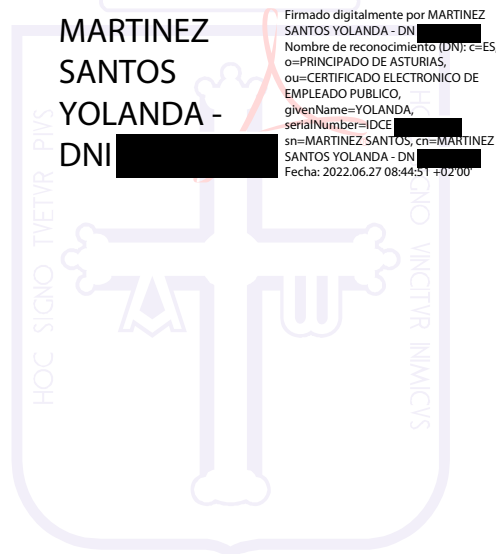 MARTINEZ
SANTOS
YOLANDA -
DNI
Firmado digitalmente por MARTINEZ
SANTOS YOLANDA - DN
Nombre de reconocimiento (DN): c=ES,
o=PRINCIPADO DE ASTURIAS,
ou=CERTIFICADO ELECTRONICO DE
EMPLEADO PUBLICO,
givenName=YOLANDA,
serialNumber=IDCE
sn=MARTINEZ SANTOS, cn=MARTINEZ
SANTOS YOLANDA - DN
Fecha: 2022.06.27 08:44:51 +02'00'
HOC SIGNO TVETVR PIVS
GNO VINCITVR INIMICVS